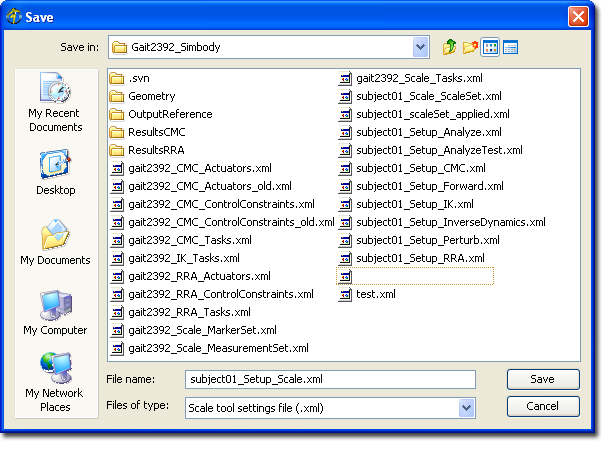 Save
Save in: Gait2392_Simbody
My Recent
Documents
Desktop
My Documents
My Computer
My Network
Places
.svn
Geometry
OutputReference
ResultsCMC
ResultsRRA
gait2392_CMC_Actuators.xml
gait2392_CMC_Actuators_old.xml
gait2392_CMC_ControlConstraints.xml
gait2392_CMC_ControlConstraints_old.xml
gait2392_CMC_Tasks.xml
gait2392_IK_Tasks.xml
gait2392_RRA_Actuators.xml
gait2392_RRA_ControlConstraints.xml
gait2392_RRA_Tasks.xml
gait2392_Scale_MarkerSet.xml
gait2392_Scale_MeasurementSet.xml
gait2392_Scale_Tasks.xml
subject01_Scale_ScaleSet.xml
subject01_scaleSet_applied.xml
subject01_Setup_Analyze.xml
subject01_Setup_AnalyzeTest.xml
subject01_Setup_CMC.xml
subject01_Setup_Forward.xml
subject01_Setup_IK.xml
subject01_Setup_InverseDynamics.xml
subject01_Setup_Perturb.xml
subject01_Setup_RRA.xml
test.xml
File name: subject01_Setup_Scale.xml
Save
Files of type: Scale tool settings file (.xml)
Cancel